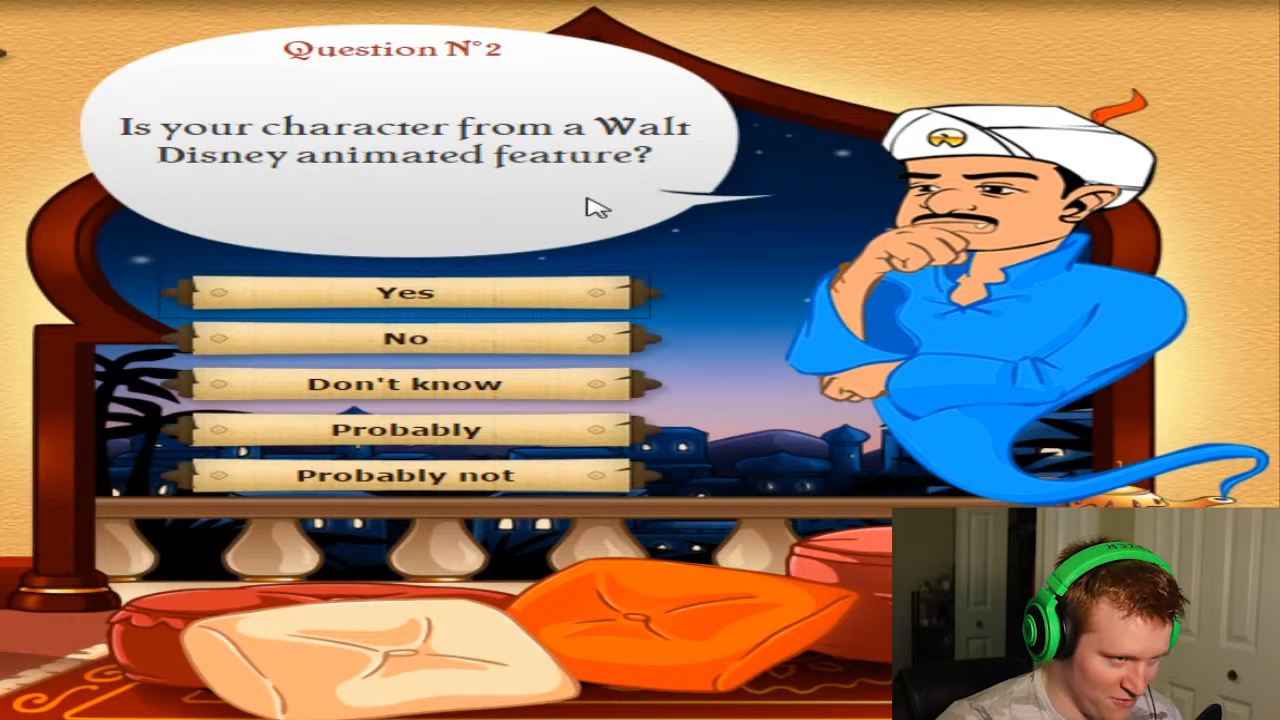 Question N°2
Is your character from a Walt
Disney animated feature?
Yes
No
Don't know
Probably
Probably not